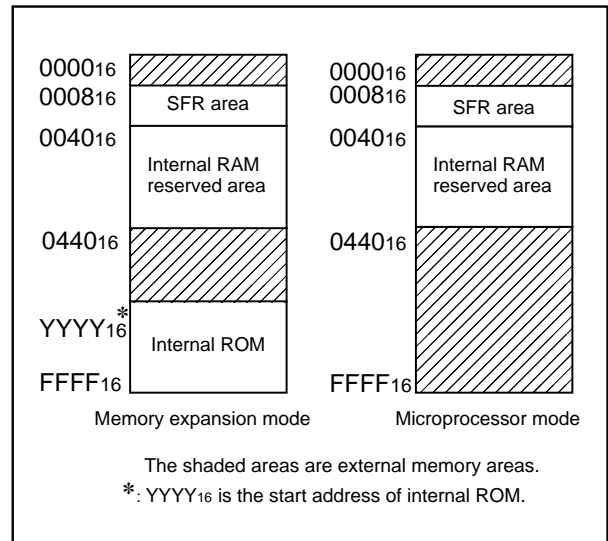 0000₁₆
0008₁₆
SFR area
0040₁₆
Internal RAM
reserved area
0440₁₆
YYYY₁₆*
Internal ROM
FFFF₁₆
Memory expansion mode
0000₁₆
0008₁₆
SFR area
0040₁₆
Internal RAM
reserved area
0440₁₆
FFFF₁₆
Microprocessor mode
The shaded areas are external memory areas.
*: YYYY₁₆ is the start address of internal ROM.